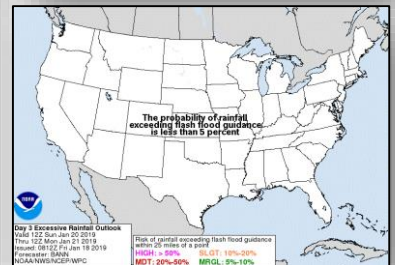 The probability of rainfall
exceeding flash flood guidance
is less than 5 percent
NOAA
Day 3 Excessive Rainfall Outlook
Valid 12Z Sun Jan 20 2019
Thru 12Z Mon Jan 21 2019
Issued: 0812Z Fri Jan 18 2019
Forecaster: BANN
NOAA/NWS/NCEP/WPC
Risk of rainfall exceeding flash flood guidance
within 25 miles of a point
HIGH: > 50% SLGT: 10%-20%
MDT: 20%-50% MRGL: 5%-10%